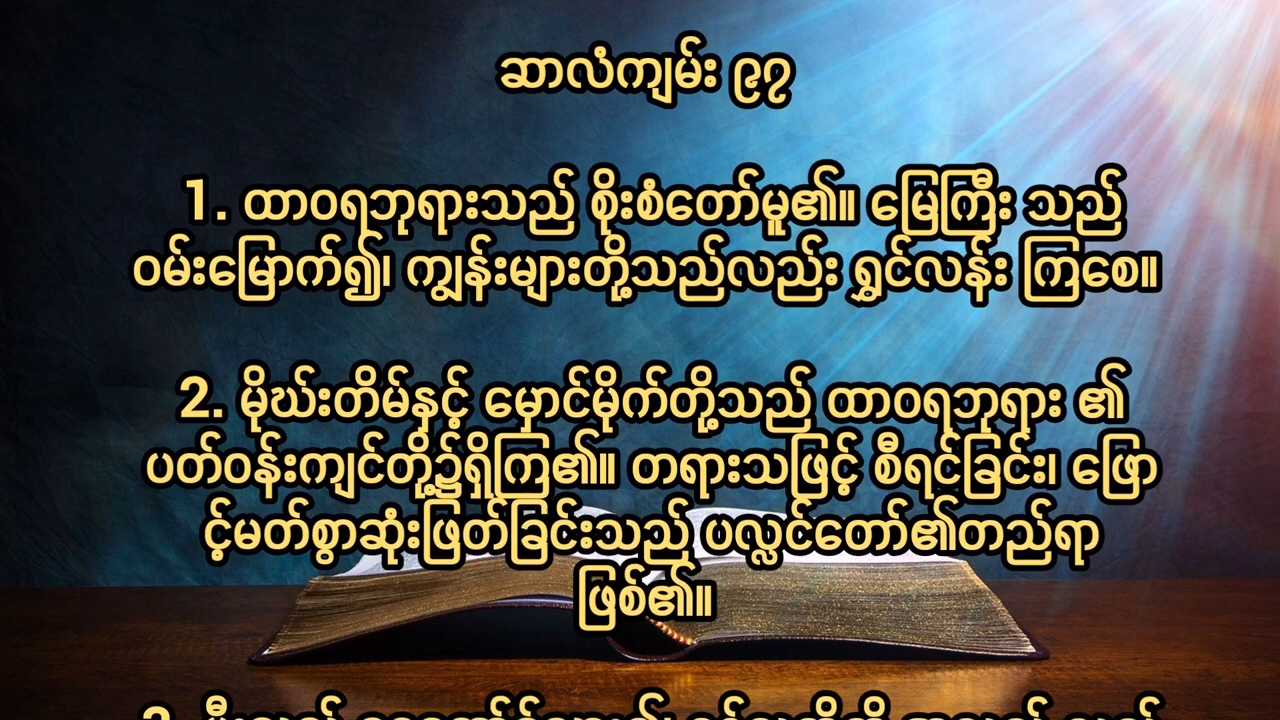 ဆာလံကျမ်း ၉၇
1. ထာဝရဘုရားသည် စိုးစံတော်မူ၏။ မြေကြီး သည်
ဝမ်းမြောက်၍၊ ကျွန်းများတို့သည်လည်း ရွှင်လန်း ကြစေ။
2. မိုဃ်းတိမ်နှင့် မှောင်မိုက်တို့သည် ထာဝရဘုရား ၏
ပတ်ဝန်းကျင်တို့၌ရှိကြ၏။ တရားသဖြင့် စီရင်ခြင်း၊ ဖြော
င့်မတ်စွာဆုံးဖြတ်ခြင်းသည် ပလ္လင်တော်၏တည်ရာ
ဖြစ်၏။